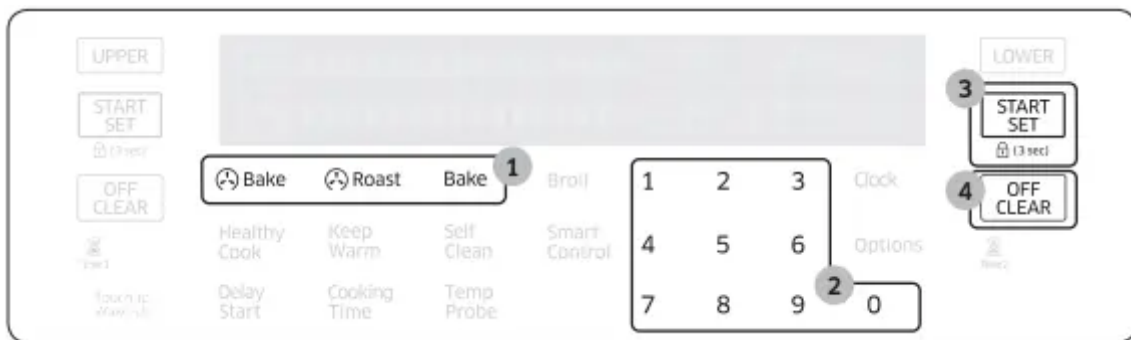 UPPER
LOWER
START
SET
(3 sec)
3
START
SET
(3 sec)
Bake
Roast
Bake
1
Broil
1 2 3
Clock
OFF
CLEAR
4
OFF
CLEAR
Healthy
Cook
Keep
Warm
Self
Clean
Smart
Control
4 5 6
Options
Delay
Start
Cooking
Time
Temp
Probe
7 8 9
2
0